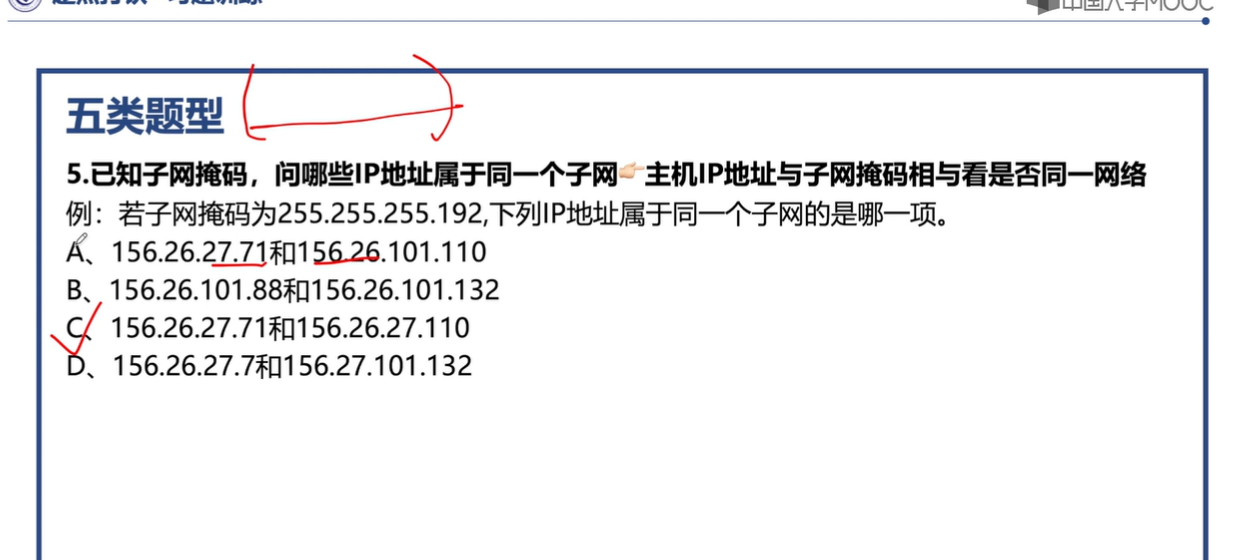 中国大学MOOC
五类题型
5.已知子网掩码，问哪些IP地址属于同一个子网👉🏻主机IP地址与子网掩码相与看是否同一网络
例：若子网掩码为255.255.255.192,下列IP地址属于同一个子网的是哪一项。
A、156.26.27.71和156.26.101.110
B、156.26.101.88和156.26.101.132
C、156.26.27.71和156.26.27.110
D、156.26.27.7和156.27.101.132